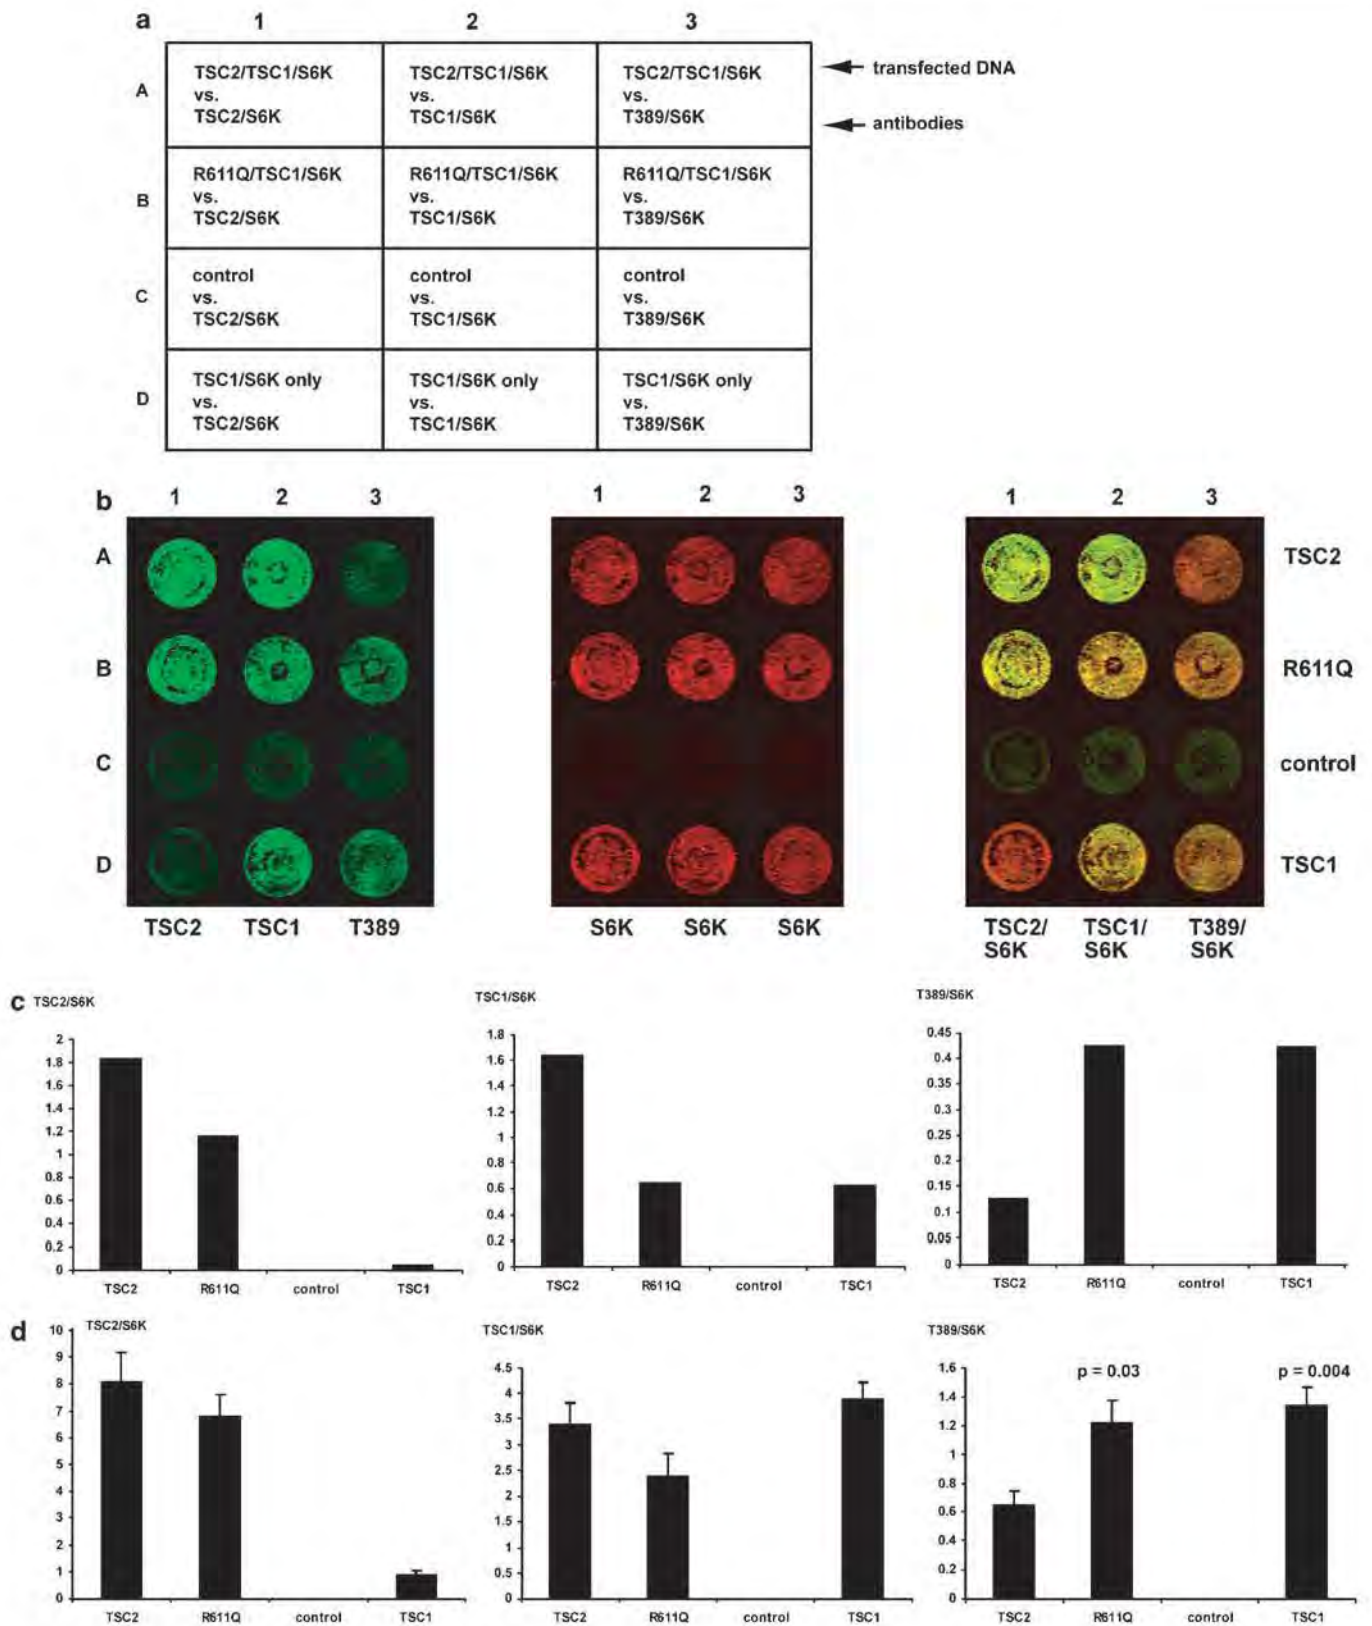 a 1 2 3
A
TSC2/TSC1/S6K
vs.
TSC2/S6K
TSC2/TSC1/S6K
vs.
TSC1/S6K
TSC2/TSC1/S6K
vs.
T389/S6K
transfected DNA
antibodies
B
R611Q/TSC1/S6K
vs.
TSC2/S6K
R611Q/TSC1/S6K
vs.
TSC1/S6K
R611Q/TSC1/S6K
vs.
T389/S6K
C
control
vs.
TSC2/S6K
control
vs.
TSC1/S6K
control
vs.
T389/S6K
D
TSC1/S6K only
vs.
TSC2/S6K
TSC1/S6K only
vs.
TSC1/S6K
TSC1/S6K only
vs.
T389/S6K
b 1 2 3 1 2 3 1 2 3
A TSC2
B R611Q
C control
D TSC1
TSC2 TSC1 T389
S6K S6K S6K
TSC2/ TSC1/ T389/
S6K S6K S6K
c TSC2/S6K
2
1.8
1.6
1.4
1.2
1
0.8
0.6
0.4
0.2
0
TSC2 R611Q control TSC1
TSC1/S6K
1.8
1.6
1.4
1.2
1
0.8
0.6
0.4
0.2
0
TSC2 R611Q control TSC1
T389/S6K
0.45
0.4
0.35
0.3
0.25
0.2
0.15
0.1
0.05
0
TSC2 R611Q control TSC1
d TSC2/S6K
10
9
8
7
6
5
4
3
2
1
0
TSC2 R611Q control TSC1
TSC1/S6K
4.5
4
3.5
3
2.5
2
1.5
1
0.5
0
TSC2 R611Q control TSC1
T389/S6K
p = 0.03 p = 0.004
1.6
1.4
1.2
1
0.8
0.6
0.4
0.2
0
TSC2 R611Q control TSC1